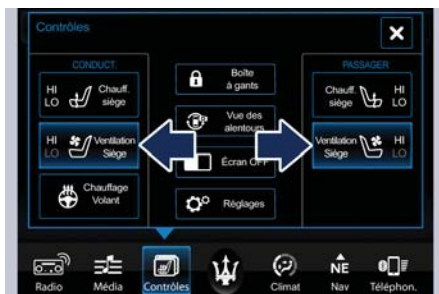 Contrôles
CONDUCT.
HI
LO
Chauff.
siège
HI
LO
Ventilation
Siège
Chauffage
Volant
Boîte
à gants
Vue des
alentours
Écran OFF
Réglages
PASSAGER
Chauff.
siège
HI
LO
Ventilation
Siège
HI
LO
Radio
Média
Contrôles
Climat
NE
Nav
Téléphon.